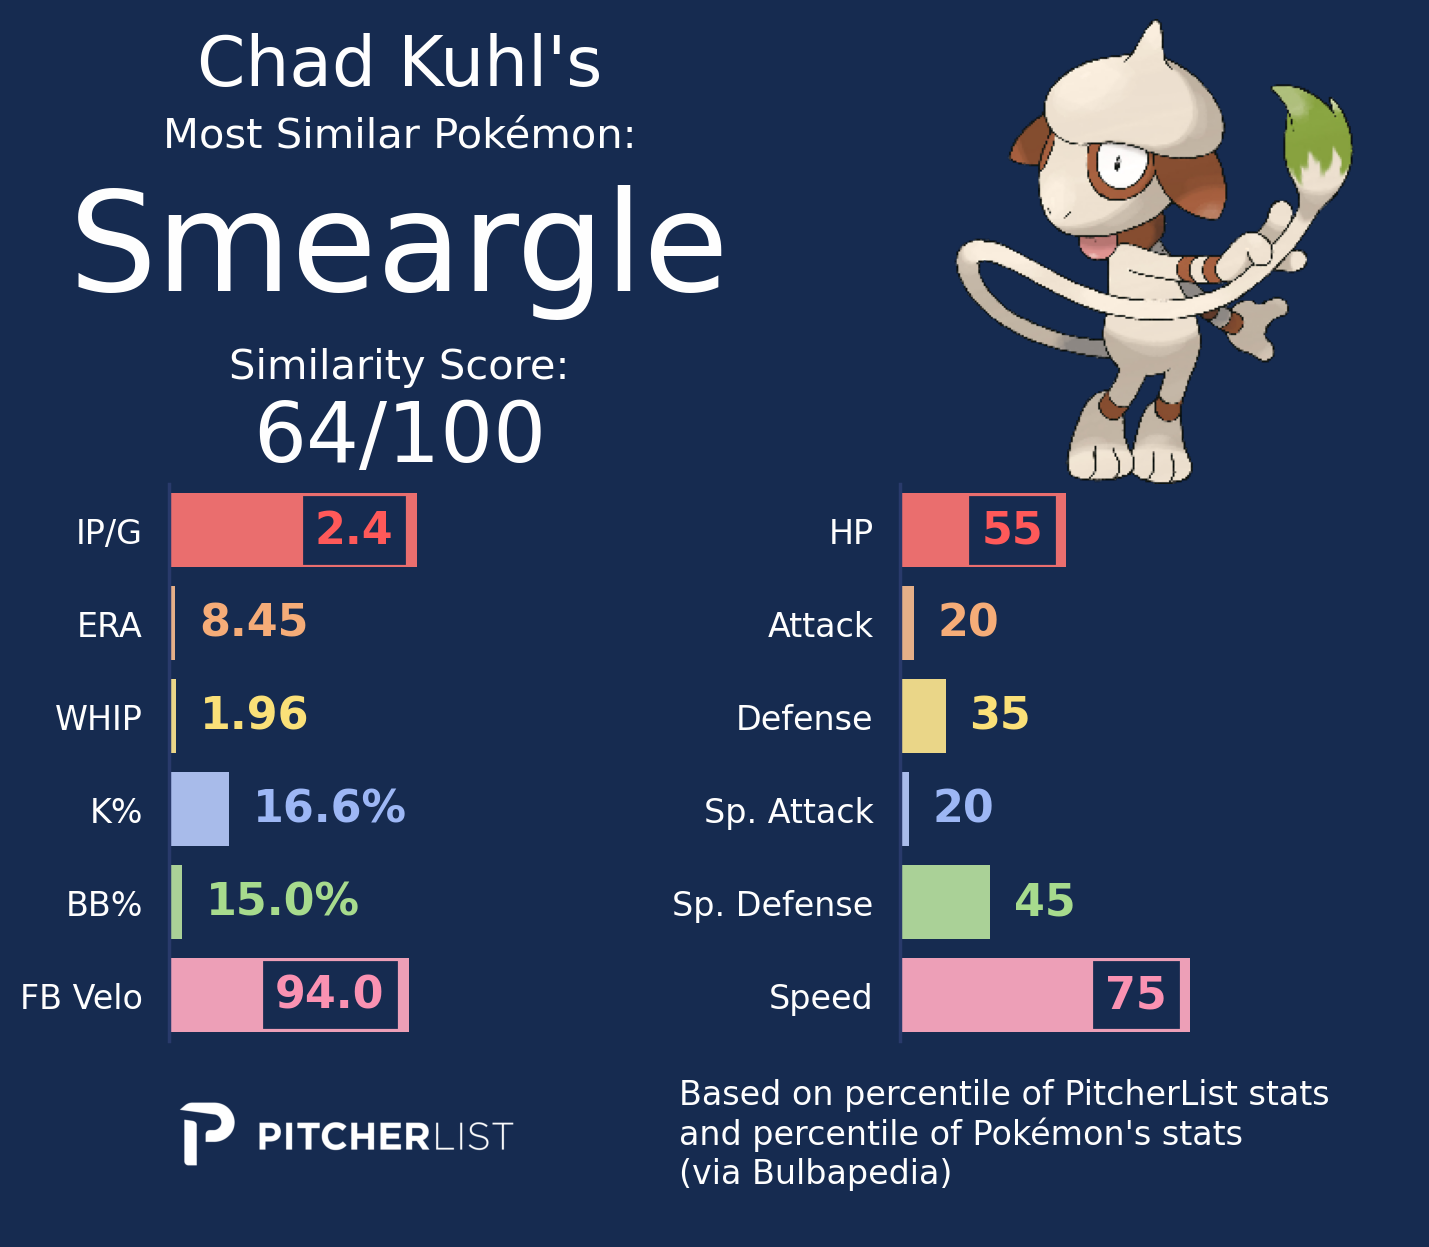 Chad Kuhl's
Most Similar Pokémon:
Smeargle
Similarity Score:
64/100
IP/G 2.4
ERA 8.45
WHIP 1.96
K% 16.6%
BB% 15.0%
FB Velo 94.0
HP 55
Attack 20
Defense 35
Sp. Attack 20
Sp. Defense 45
Speed 75
PITCHERLIST
Based on percentile of PitcherList stats
and percentile of Pokémon's stats
(via Bulbapedia)